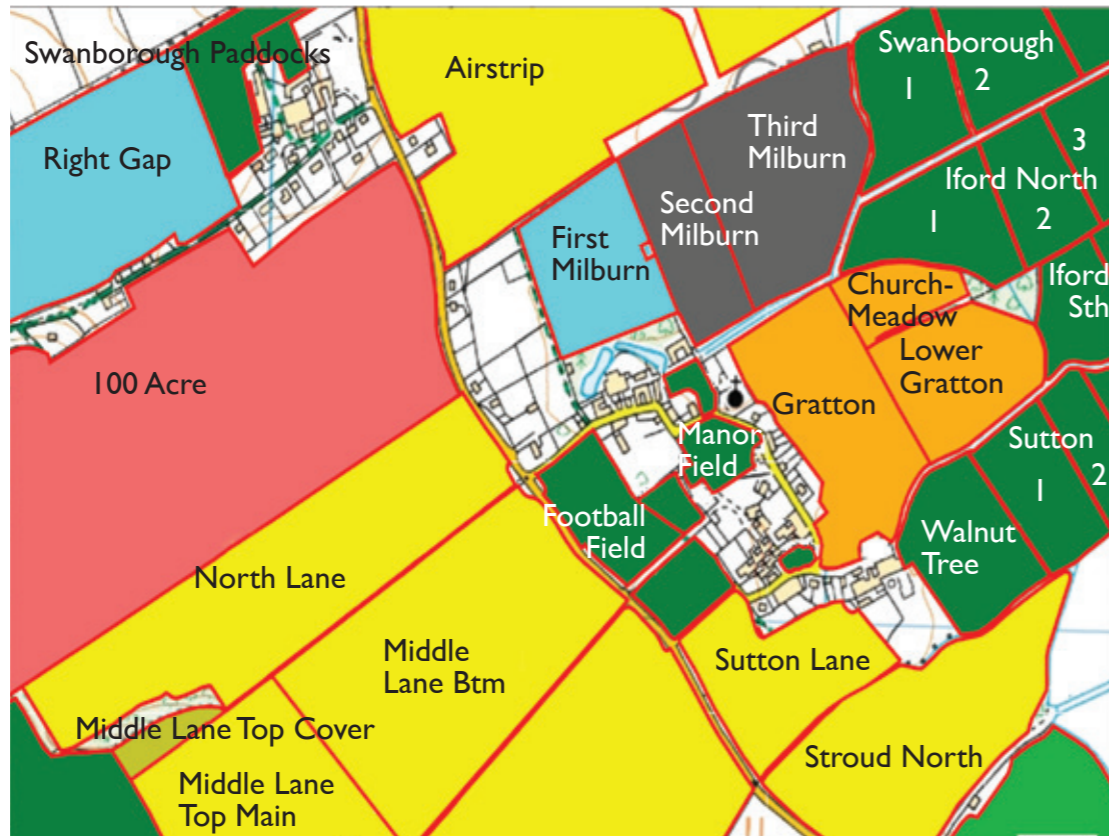 Swanborough Paddocks
Airstrip
Swanborough
1
2
Right Gap
Third
Milburn
3
Iford North
1
2
Second
Milburn
First
Milburn
Church-
Meadow
Iford
Sth
Lower
Gratton
100 Acre
Gratton
Manor
Field
Sutton
1
2
Football
Field
Walnut
Tree
North Lane
Middle
Lane Btm
Sutton Lane
Middle Lane Top Cover
Stroud North
Middle Lane
Top Main